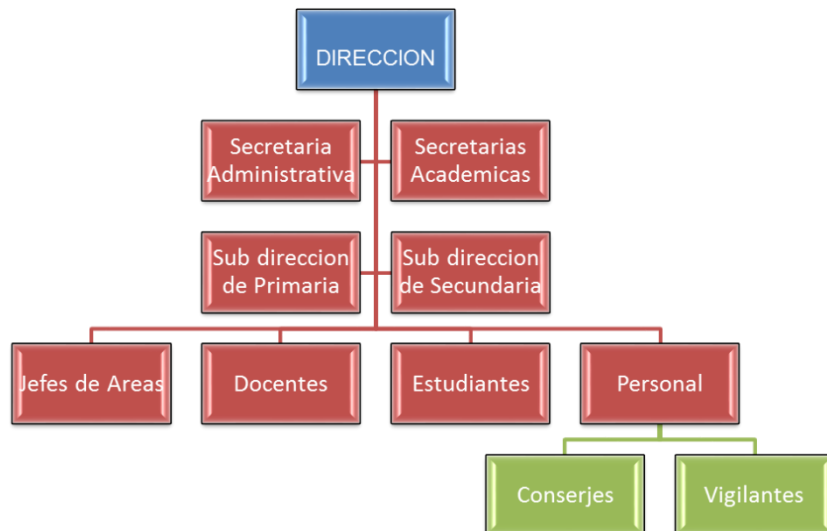 DIRECCION
Secretaria
Administrativa
Secretarias
Academicas
Sub direccion
de Primaria
Sub direccion
de Secundaria
Jefes de Areas
Docentes
Estudiantes
Personal
Conserjes
Vigilantes